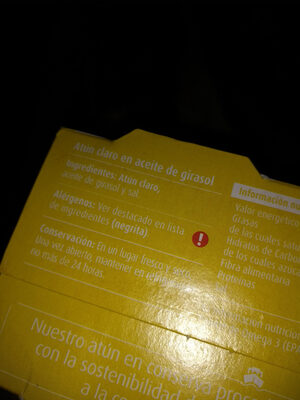 Atún claro en aceite de girasol
Ingredientes: Atún claro,
aceite de girasol y sal.
Alérgenos: Ver destacado en lista
de ingredientes (negrita).
Conservación: En un lugar fresco y seco.
Una vez abierto, mantener en
no más de 24 horas.
Información
Valor energético
Grasas
de las cuales
Hidratos de
de los cuales
Fibra alimentaria
Proteínas
Nuestro atún en conserva
con la sostenibilidad
a la